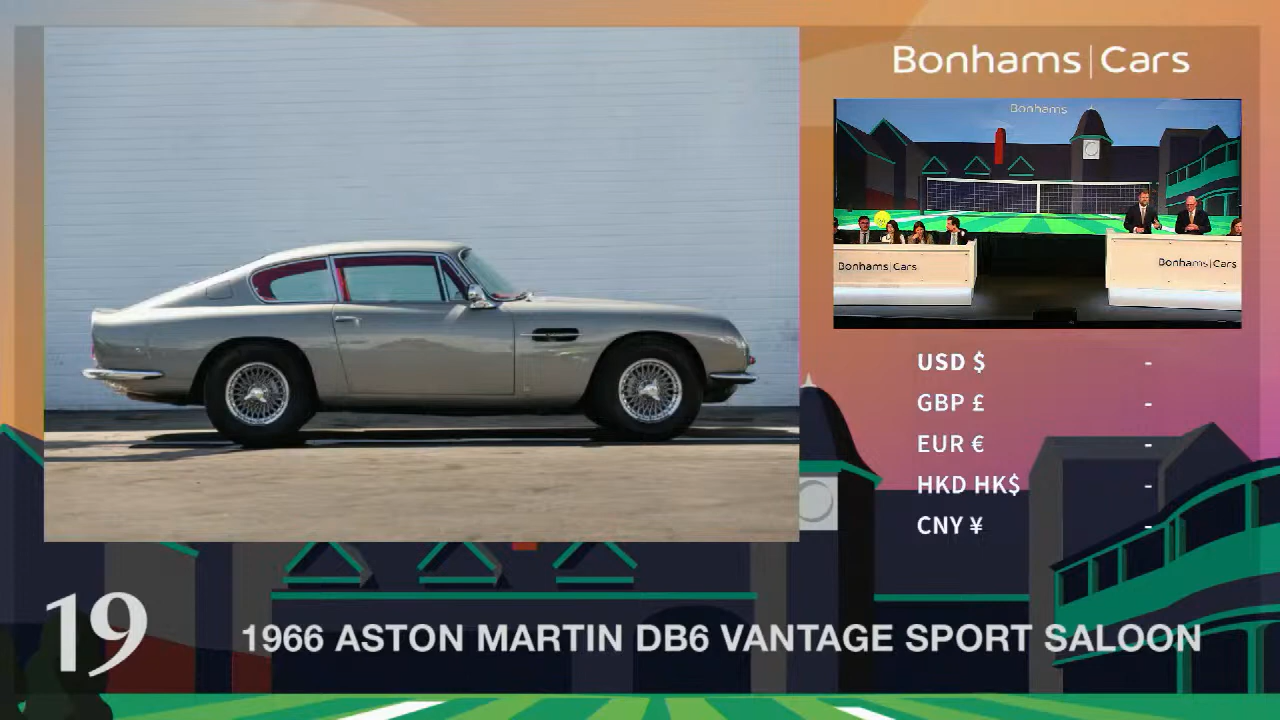 Bonhams|Cars
Bonhams
Bonhams|Cars
Bonhams|Cars
USD $ -
GBP £ -
EUR € -
HKD HK$ -
CNY ¥ -
19
1966 ASTON MARTIN DB6 VANTAGE SPORT SALOON